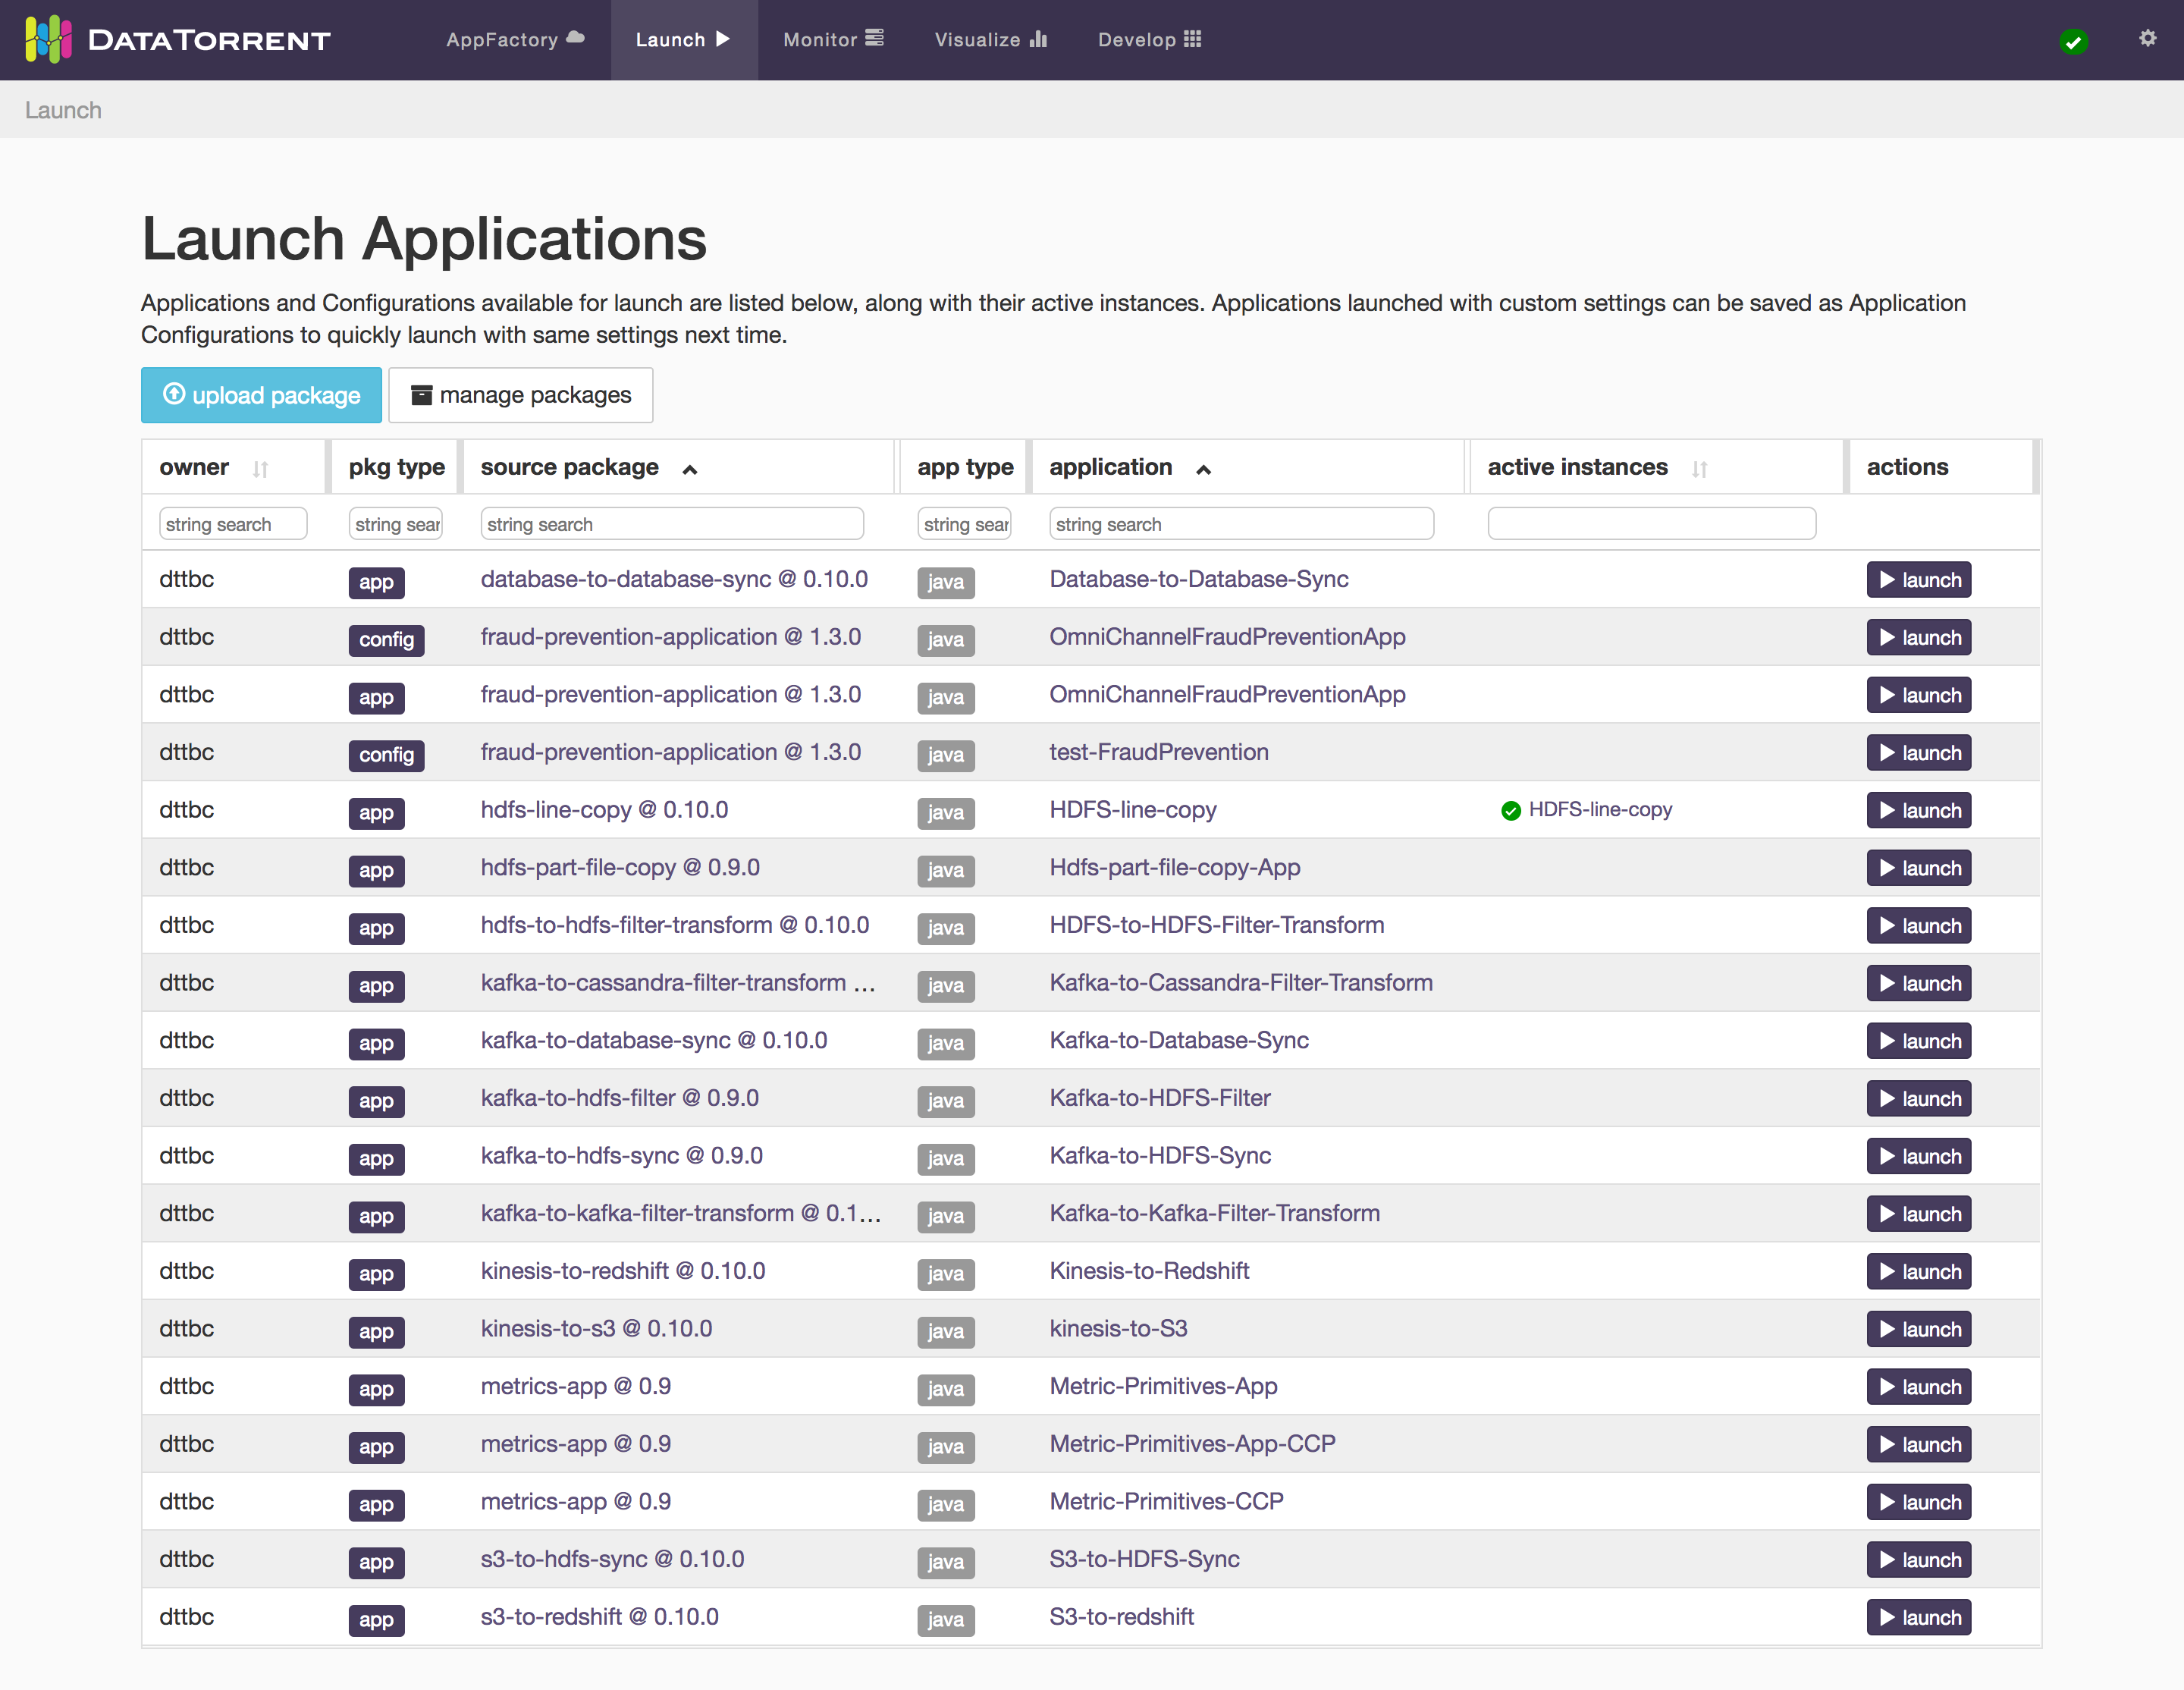 DATATORRENT AppFactory Launch Monitor Visualize Develop
Launch
Launch Applications
Applications and Configurations available for launch are listed below, along with their active instances. Applications launched with custom settings can be saved as Application
Configurations to quickly launch with same settings next time.
upload package manage packages
owner pkg type source package app type application active instances actions
string search string sear string search string sear string search
dttbc app database-to-database-sync @ 0.10.0 java Database-to-Database-Sync launch
dttbc config fraud-prevention-application @ 1.3.0 java OmniChannelFraudPreventionApp launch
dttbc app fraud-prevention-application @ 1.3.0 java OmniChannelFraudPreventionApp launch
dttbc config fraud-prevention-application @ 1.3.0 java test-FraudPrevention launch
dttbc app hdfs-line-copy @ 0.10.0 java HDFS-line-copy HDFS-line-copy launch
dttbc app hdfs-part-file-copy @ 0.9.0 java Hdfs-part-file-copy-App launch
dttbc app hdfs-to-hdfs-filter-transform @ 0.10.0 java HDFS-to-HDFS-Filter-Transform launch
dttbc app kafka-to-cassandra-filter-transform ... java Kafka-to-Cassandra-Filter-Transform launch
dttbc app kafka-to-database-sync @ 0.10.0 java Kafka-to-Database-Sync launch
dttbc app kafka-to-hdfs-filter @ 0.9.0 java Kafka-to-HDFS-Filter launch
dttbc app kafka-to-hdfs-sync @ 0.9.0 java Kafka-to-HDFS-Sync launch
dttbc app kafka-to-kafka-filter-transform @ 0.1... java Kafka-to-Kafka-Filter-Transform launch
dttbc app kinesis-to-redshift @ 0.10.0 java Kinesis-to-Redshift launch
dttbc app kinesis-to-s3 @ 0.10.0 java kinesis-to-S3 launch
dttbc app metrics-app @ 0.9 java Metric-Primitives-App launch
dttbc app metrics-app @ 0.9 java Metric-Primitives-App-CCP launch
dttbc app metrics-app @ 0.9 java Metric-Primitives-CCP launch
dttbc app s3-to-hdfs-sync @ 0.10.0 java S3-to-HDFS-Sync launch
dttbc app s3-to-redshift @ 0.10.0 java S3-to-redshift launch